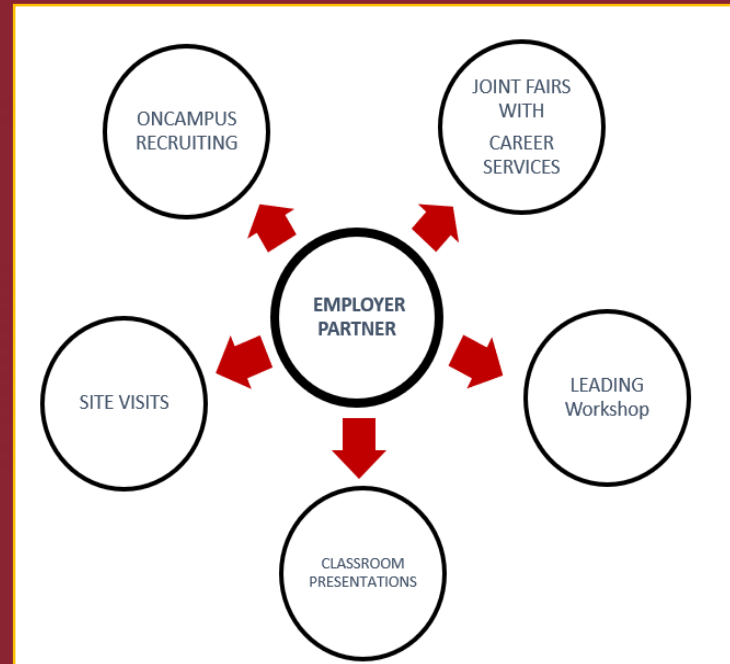 ONCAMPUS
RECRUITING
JOINT FAIRS
WITH
CAREER
SERVICES
EMPLOYER
PARTNER
SITE VISITS
LEADING
Workshop
CLASSROOM
PRESENTATIONS